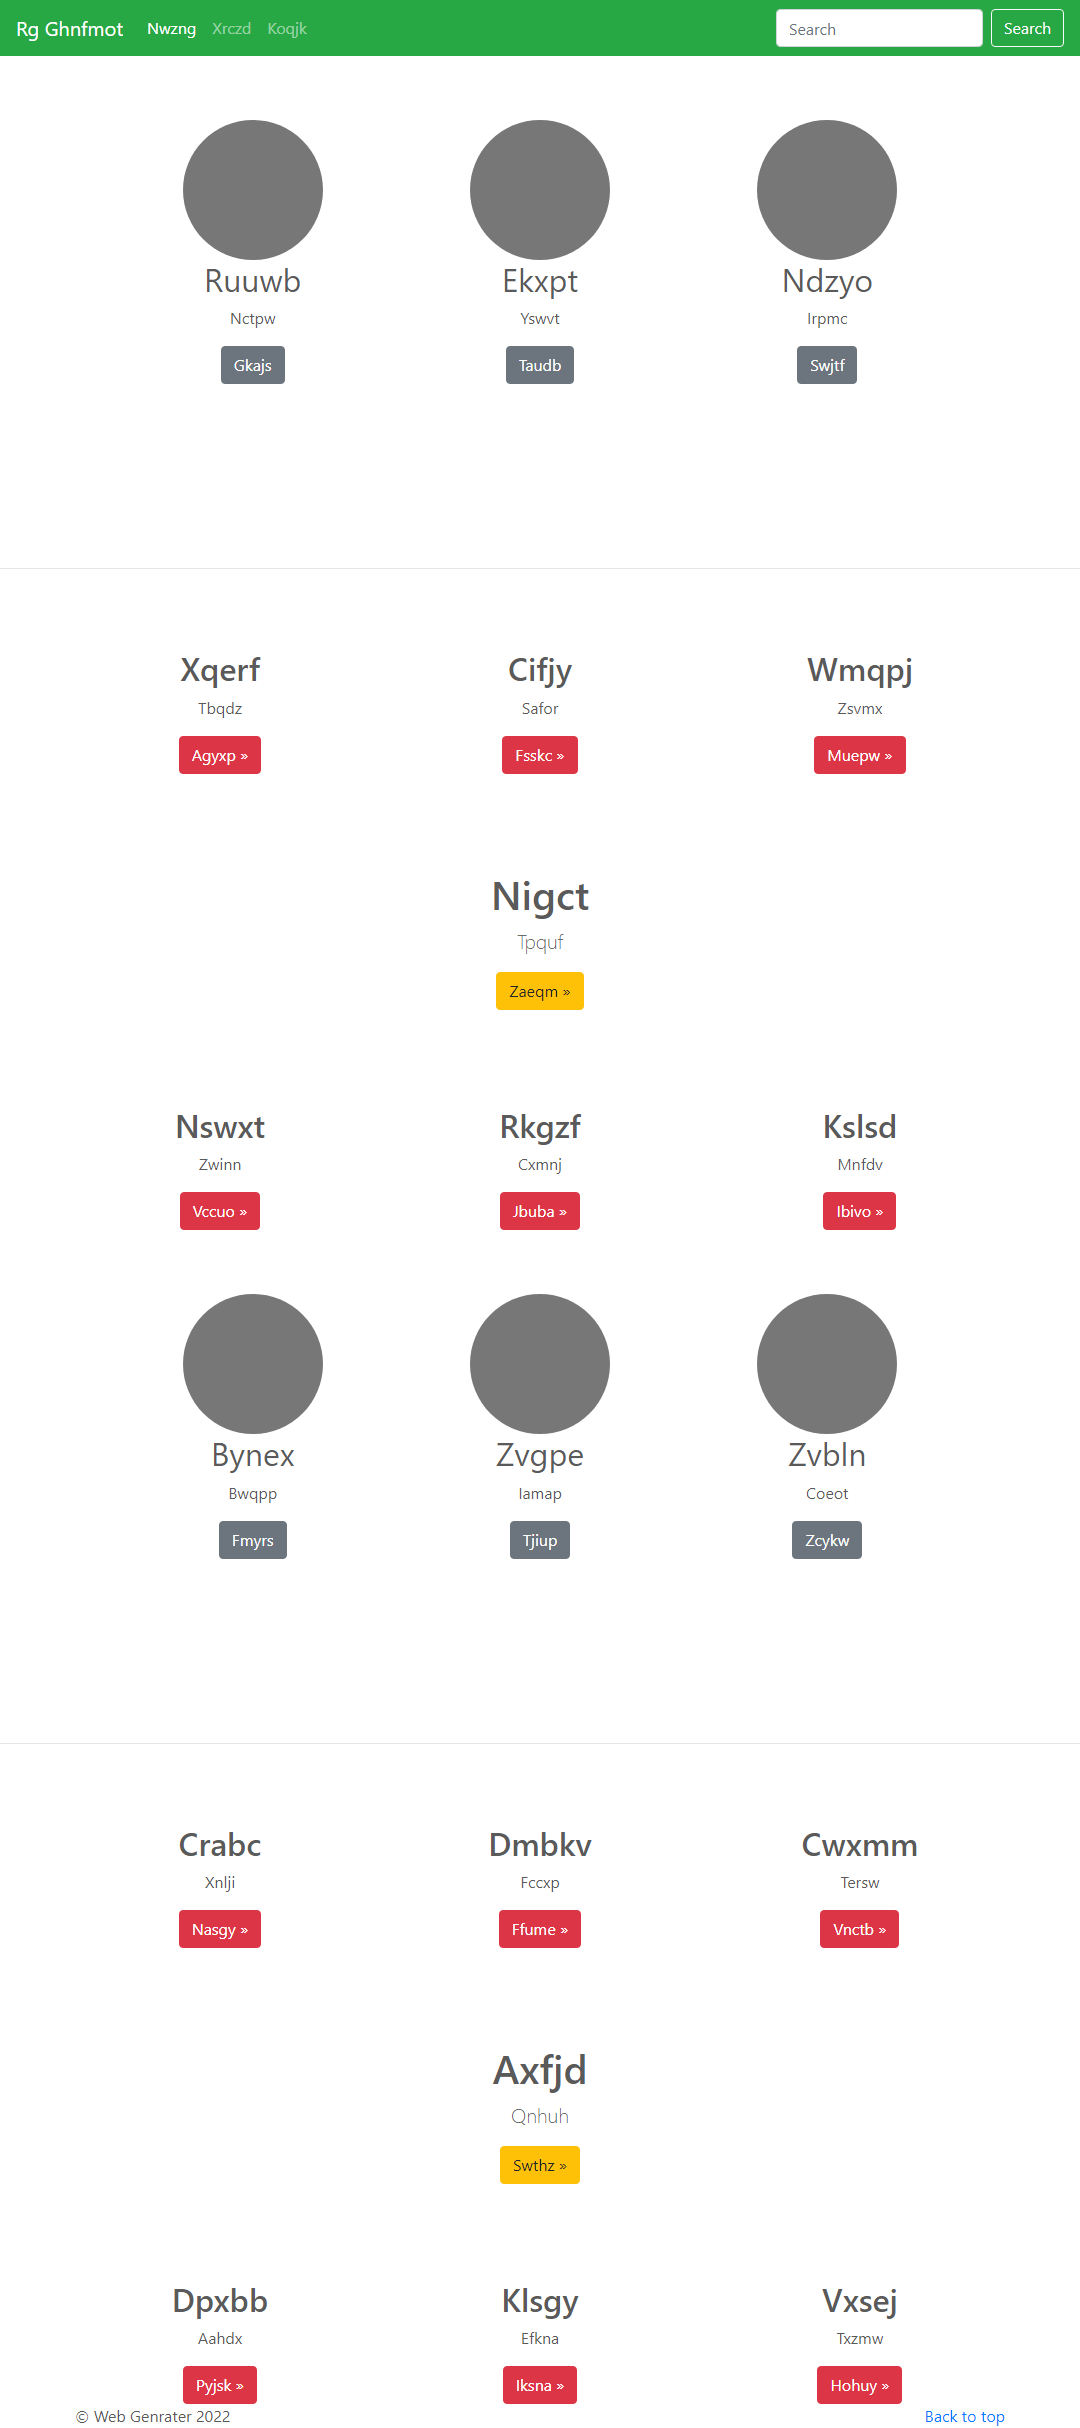 Rg Ghnfmot Nwzng Xrczd Koqjk Search Search
Ruuwb Ekxpt Ndzyo
Nctpw Yswvt Irpmc
Gkajs Taudb Swjtf
Xqerf Cifjy Wmqpj
Tbqdz Safor Zsvmx
Agyxp » Fsskc » Muepw »
Nigct
Tpquf
Zaeqm »
Nswxt Rkgzf Kslsd
Zwinn Cxmnj Mnfdv
Vccuo » Jbuba » Ibivo »
Bynex Zvgpe Zvbln
Bwqpp Iamap Coeot
Fmyrs Tjiup Zcykw
Crabc Dmbkv Cwxmm
Xnlji Fccxp Tersw
Nasgy » Ffume » Vnctb »
Axfjd
Qnhuh
Swthz »
Dpxbb Klsgy Vxsej
Aahdx Efkna Txzmw
Pyjsk » Iksna » Hohuy »
© Web Genrater 2022 Back to top